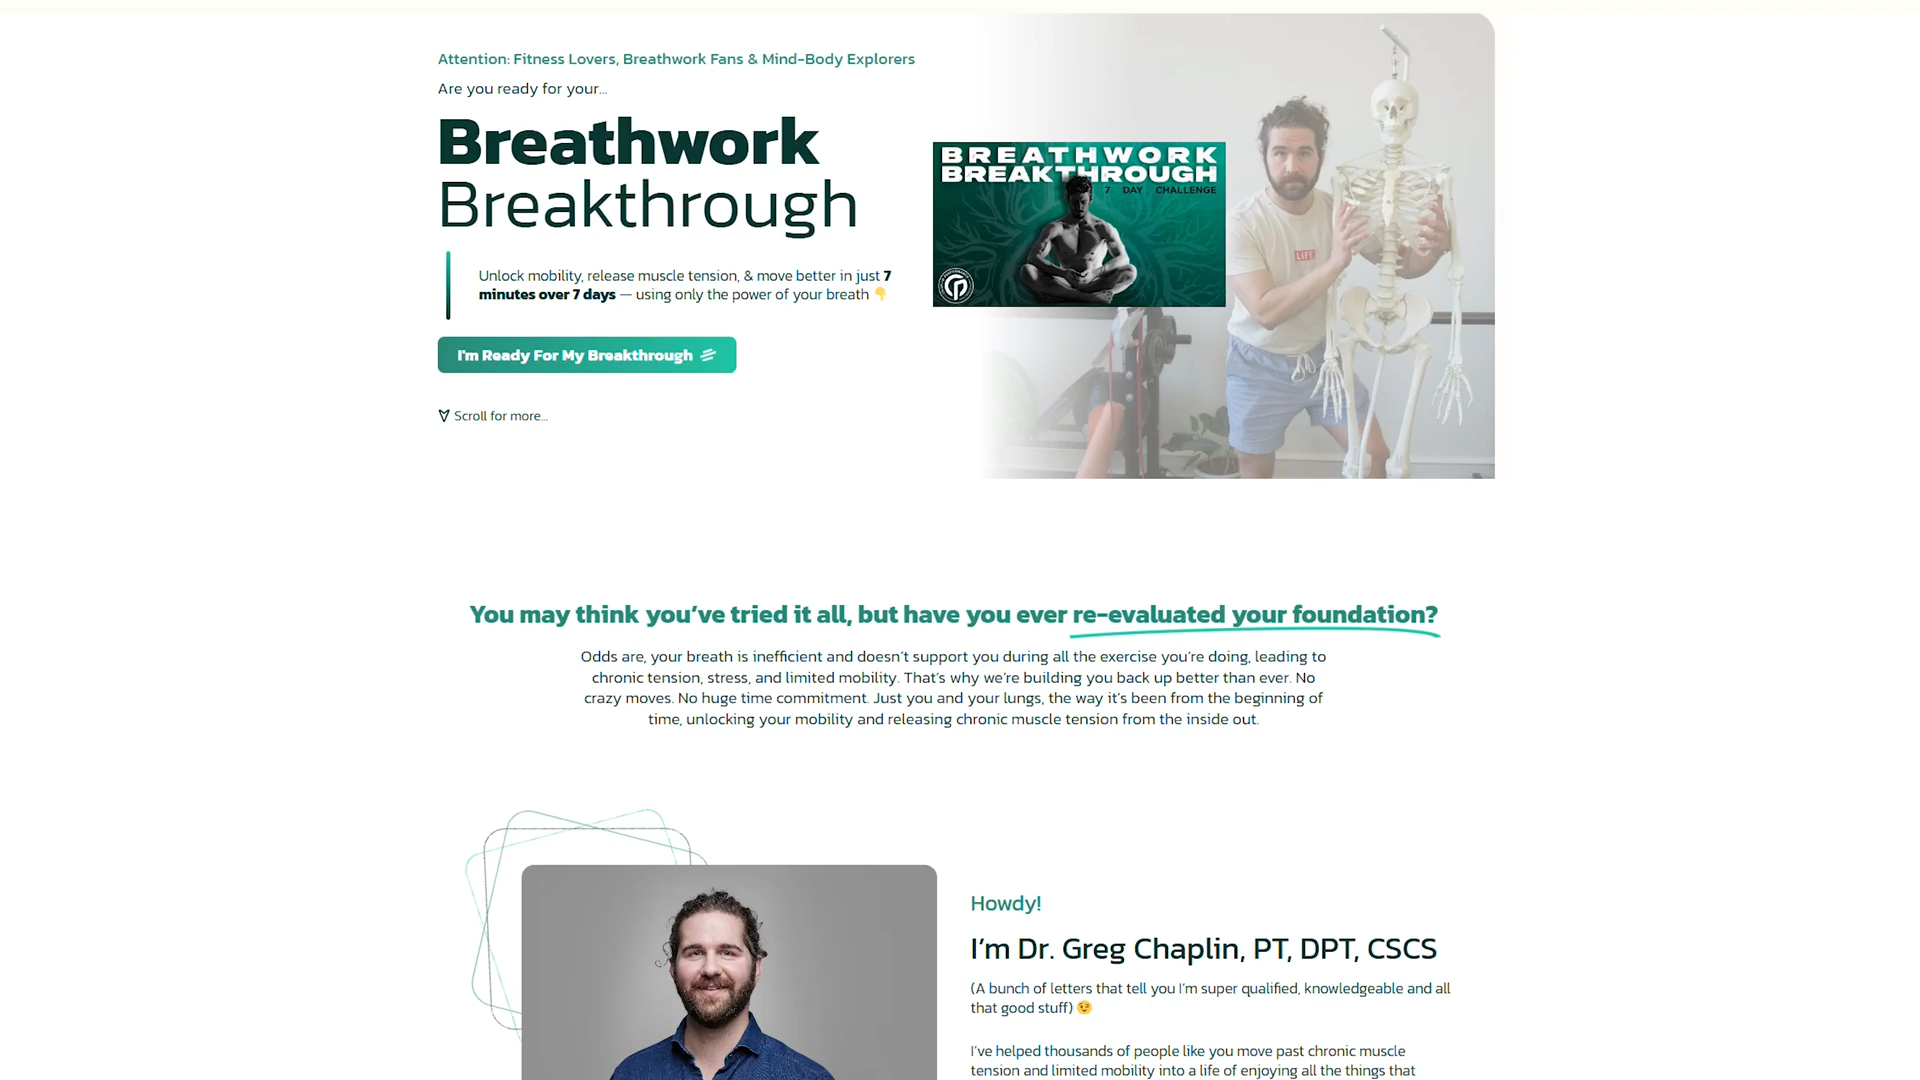 Attention: Fitness Lovers, Breathwork Fans & Mind-Body Explorers
Are you ready for your...
Breathwork
Breakthrough
Unlock mobility, release muscle tension, & move better in just 7
minutes over 7 days — using only the power of your breath 👇
I'm Ready For My Breakthrough
Scroll for more...
BREATHWORK
BREAKTHROUGH
7 DAY CHALLENGE
LIFE
You may think you’ve tried it all, but have you ever re-evaluated your foundation?
Odds are, your breath is inefficient and doesn’t support you during all the exercise you’re doing, leading to
chronic tension, stress, and limited mobility. That’s why we’re building you back up better than ever. No
crazy moves. No huge time commitment. Just you and your lungs, the way it’s been from the beginning of
time, unlocking your mobility and releasing chronic muscle tension from the inside out.
Howdy!
I’m Dr. Greg Chaplin, PT, DPT, CSCS
(A bunch of letters that tell you I’m super qualified, knowledgeable and all
that good stuff) 😉
I’ve helped thousands of people like you move past chronic muscle
tension and limited mobility into a life of enjoying all the things that